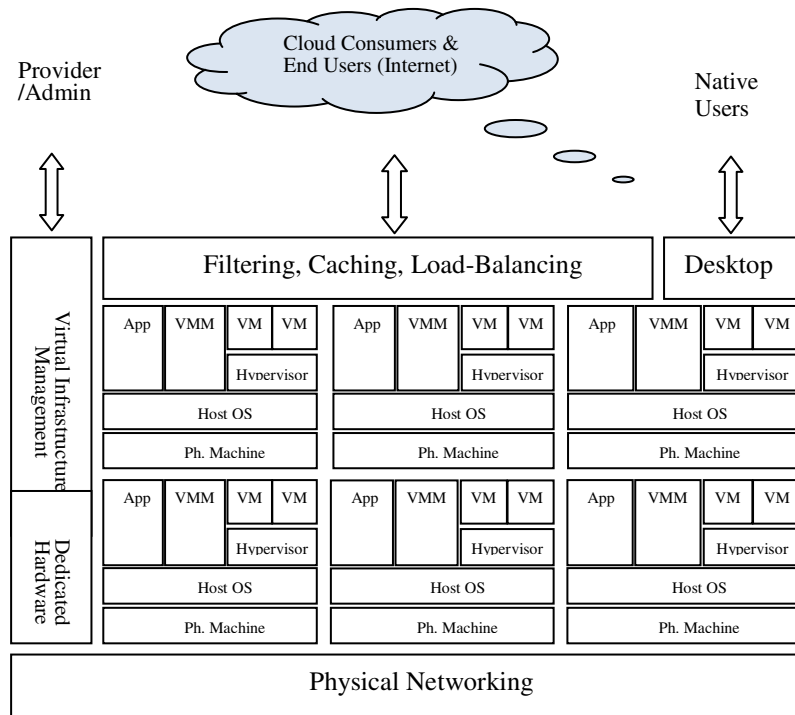 Cloud Consumers &
End Users (Internet)
Provider
/Admin
Native
Users
Filtering, Caching, Load-Balancing
Desktop
Virtual Infrastructure
Management
App VMM VM VM
Hypervisor
Host OS
Ph. Machine
App VMM VM VM
Hypervisor
Host OS
Ph. Machine
App VMM VM VM
Hypervisor
Host OS
Ph. Machine
Dedicated
Hardware
App VMM VM VM
Hypervisor
Host OS
Ph. Machine
App VMM VM VM
Hypervisor
Host OS
Ph. Machine
App VMM VM VM
Hypervisor
Host OS
Ph. Machine
Physical Networking